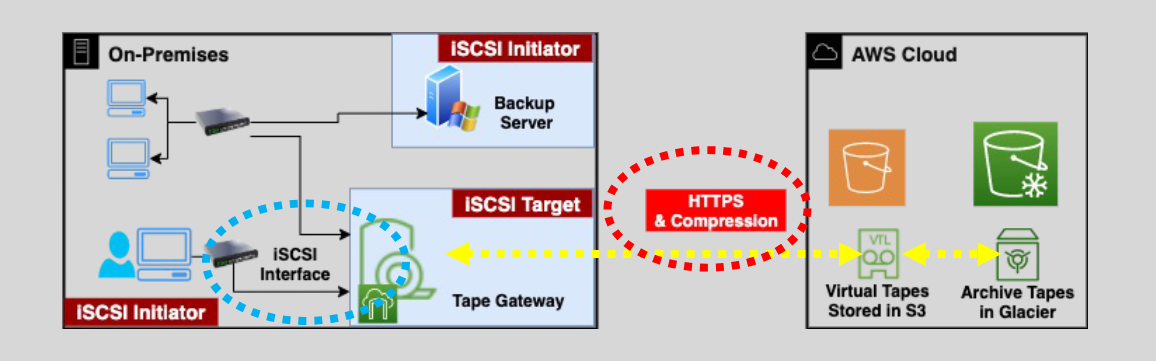 On-Premises
iSCSI Initiator
Backup
Server
iSCSI Target
iSCSI
Interface
Tape Gateway
iSCSI Initiator
HTTPS
& Compression
AWS Cloud
VTL
Virtual Tapes
Stored in S3
Archive Tapes
in Glacier